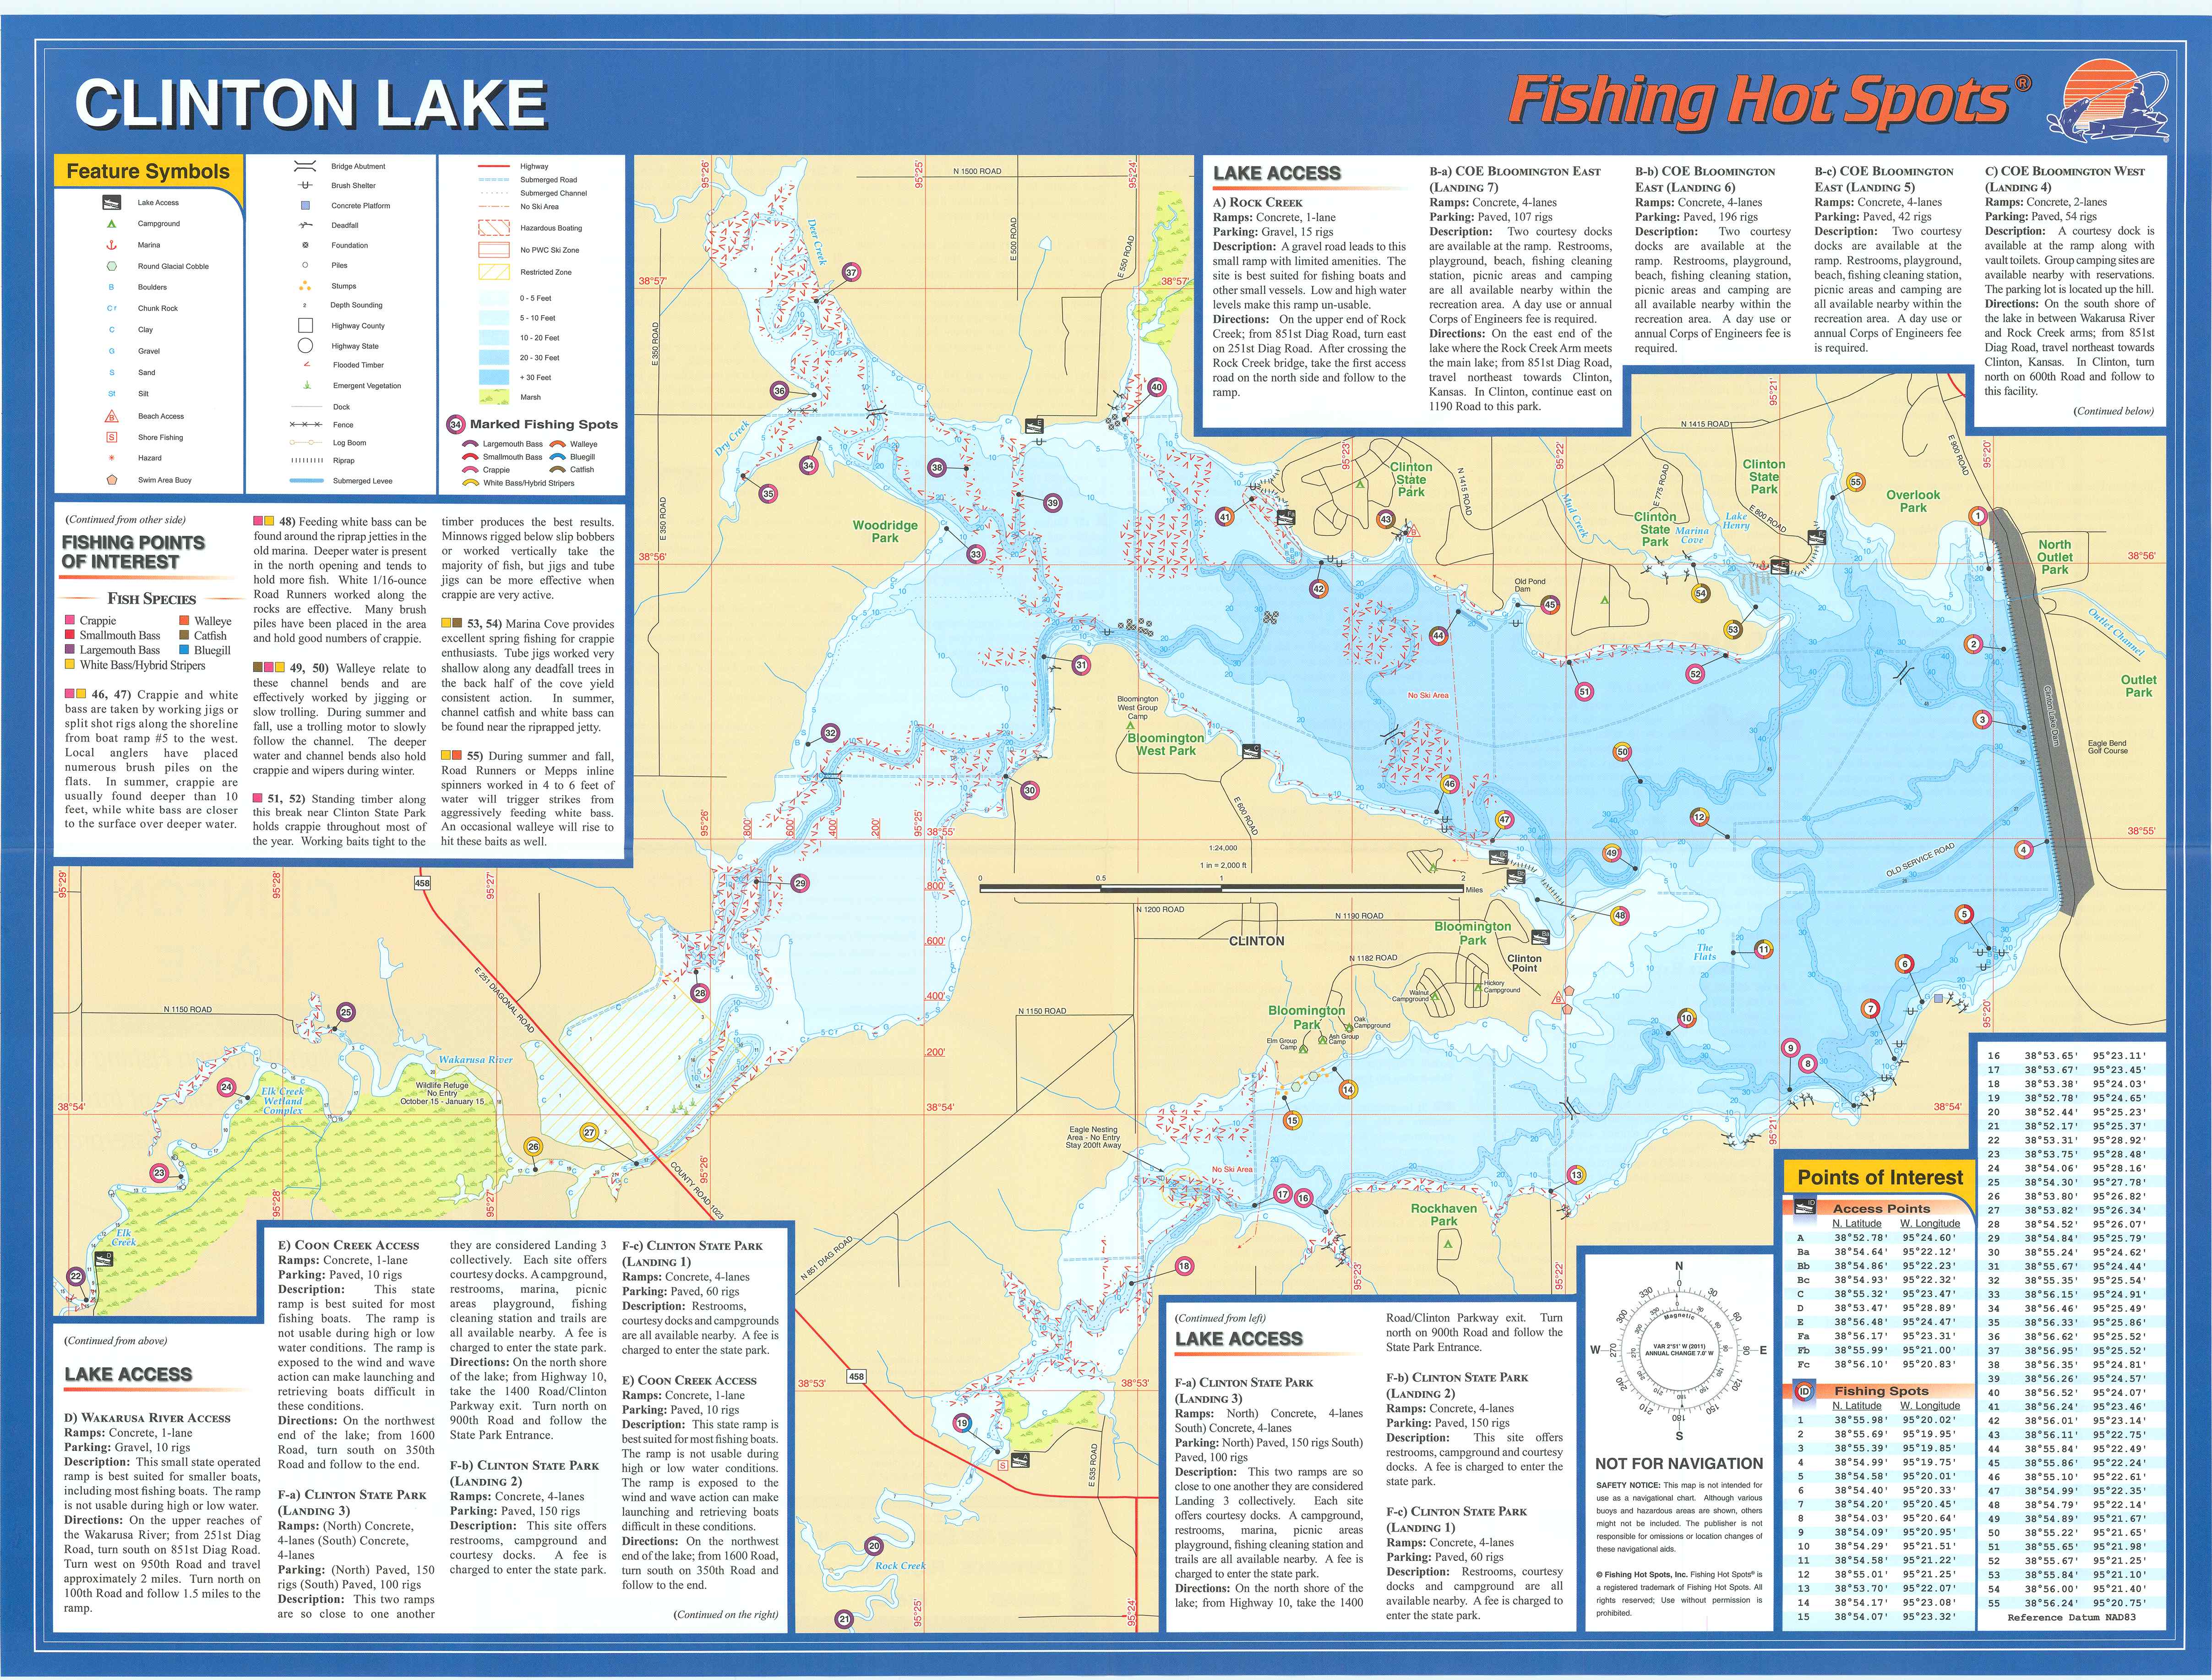 CLINTON LAKE
Fishing Hot Spots®
Feature Symbols
Lake Access
Campground
Marina
Round Glacial Cobble
B Boulders
Cr Chunk Rock
C Clay
G Gravel
S Sand
St Silt
Beach Access
Shore Fishing
Hazard
Swim Area Buoy
Bridge Abutment
Brush Shelter
Concrete Platform
Deadfall
Foundation
Piles
Stumps
2 Depth Sounding
Highway County
Highway State
Flooded Timber
Emergent Vegetation
Dock
Fence
Log Boom
Riprap
Submerged Levee
Highway
Submerged Road
Submerged Channel
No Ski Area
Hazardous Boating
No PWC Ski Zone
Restricted Zone
0 - 5 Feet
5 - 10 Feet
10 - 20 Feet
20 - 30 Feet
+ 30 Feet
Marsh
34 Marked Fishing Spots
Largemouth Bass
Walleye
Smallmouth Bass
Bluegill
Crappie
Catfish
White Bass/Hybrid Stripers
(Continued from other side)
FISHING POINTS
OF INTEREST
FISH SPECIES
Crappie
Walleye
Smallmouth Bass
Catfish
Largemouth Bass
Bluegill
White Bass/Hybrid Stripers
46, 47) Crappie and white
bass are taken by working jigs or
split shot rigs along the shoreline
from boat ramp #5 to the west.
Local anglers have placed
numerous brush piles on the
flats. In summer, crappie are
usually found deeper than 10
feet, while white bass are closer
to the surface over deeper water.
48) Feeding white bass can be
found around the riprap jetties in the
old marina. Deeper water is present
in the north opening and tends to
hold more fish. White 1/16-ounce
Road Runners worked along the
rocks are effective. Many brush
piles have been placed in the area
and hold good numbers of crappie.
49, 50) Walleye relate to
these channel bends and are
effectively worked by jigging or
slow trolling. During summer and
fall, use a trolling motor to slowly
follow the channel. The deeper
water and channel bends also hold
crappie and wipers during winter.
51, 52) Standing timber along
this break near Clinton State Park
holds crappie throughout most of
the year. Working baits tight to the
timber produces the best results.
Minnows rigged below slip bobbers
or worked vertically take the
majority of fish, but jigs and tube
jigs can be more effective when
crappie are very active.
53, 54) Marina Cove provides
excellent spring fishing for crappie
enthusiasts. Tube jigs worked very
shallow along any deadfall trees in
the back half of the cove yield
consistent action. In summer,
channel catfish and white bass can
be found near the riprapped jetty.
55) During summer and fall,
Road Runners or Mepps inline
spinners worked in 4 to 6 feet of
water will trigger strikes from
aggressively feeding white bass.
An occasional walleye will rise to
hit these baits as well.
LAKE ACCESS
A) ROCK CREEK
Ramps: Concrete, 1-lane
Parking: Gravel, 15 rigs
Description: A gravel road leads to this
small ramp with limited amenities. The
site is best suited for fishing boats and
other small vessels. Low and high water
levels make this ramp un-usable.
Directions: On the upper end of Rock
Creek; from 851st Diag Road, turn east
on 251st Diag Road. After crossing the
Rock Creek bridge, take the first access
road on the north side and follow to the
ramp.
B-a) COE BLOOMINGTON EAST
(LANDING 7)
Ramps: Concrete, 4-lanes
Parking: Paved, 107 rigs
Description: Two courtesy docks
are available at the ramp. Restrooms,
playground, beach, fishing cleaning
station, picnic areas and camping
are all available nearby within the
recreation area. A day use or annual
Corps of Engineers fee is required.
Directions: On the east end of the
lake where the Rock Creek Arm meets
the main lake; from 851st Diag Road,
travel northeast towards Clinton,
Kansas. In Clinton, continue east on
1190 Road to this park.
B-b) COE BLOOMINGTON
EAST (LANDING 6)
Ramps: Concrete, 4-lanes
Parking: Paved, 196 rigs
Description: Two courtesy
docks are available at the
ramp. Restrooms, playground,
beach, fishing cleaning station,
picnic areas and camping are
all available nearby within the
recreation area. A day use or
annual Corps of Engineers fee is
required.
B-c) COE BLOOMINGTON
EAST (LANDING 5)
Ramps: Concrete, 4-lanes
Parking: Paved, 42 rigs
Description: Two courtesy
docks are available at the
ramp. Restrooms, playground,
beach, fishing cleaning station,
picnic areas and camping are
all available nearby within the
recreation area. A day use or
annual Corps of Engineers fee
is required.
C) COE BLOOMINGTON WEST
(LANDING 4)
Ramps: Concrete, 2-lanes
Parking: Paved, 54 rigs
Description: A courtesy dock is
available at the ramp along with
vault toilets. Group camping sites are
available nearby with reservations.
The parking lot is located up the hill.
Directions: On the south shore of
the lake in between Wakarusa River
and Rock Creek arms; from 851st
Diag Road, travel northeast towards
Clinton, Kansas. In Clinton, turn
north on 600th Road and follow to
this facility.
(Continued below)
N 1500 ROAD
E 500 ROAD
E 550 ROAD
E 350 ROAD
E 350 ROAD
Deer Creek
Dry Creek
Woodridge
Park
Clinton
State
Park
N 1415 ROAD
N 1415 ROAD
E 775 ROAD
E 800 ROAD
E 900 ROAD
Mud Creek
Clinton
State
Park
Clinton
State
Park
Marina
Cove
Lake
Henry
Overlook
Park
North
Outlet
Park
Outlet Channel
Outlet
Park
Clinton Lake Dam
Eagle Bend
Golf Course
Old Pond
Dam
No Ski Area
Bloomington
West Group
Camp
Bloomington
West Park
E 600 ROAD
OLD SERVICE ROAD
The
Flats
1:24,000
1 in = 2,000 ft
0 0.5 1 2 Miles
N 1200 ROAD
N 1190 ROAD
CLINTON
Bloomington
Park
Clinton
Point
N 1182 ROAD
Walnut
Campground
Hickory
Campground
Bloomington
Park
Oak
Campground
Elm Group
Camp
Ash Group
Camp
N 1150 ROAD
N 1150 ROAD
E 251 DIAGONAL ROAD
458
Wakarusa River
Wildlife Refuge
No Entry
October 15 - January 15
Elk Creek
Wetland
Complex
Elk
Creek
COUNTY ROAD 1023
Eagle Nesting
Area - No Entry
Stay 200ft Away
No Ski Area
Rockhaven
Park
N 851 DIAG ROAD
458
E 535 ROAD
Rock Creek
38°57'
38°57'
38°56'
38°56'
38°55'
38°55'
38°54'
38°54'
38°54'
38°53'
38°53'
95°29'
95°28'
95°28'
95°27'
95°27'
95°26'
95°26'
95°26'
95°25'
95°25'
95°25'
95°24'
95°24'
95°23'
95°23'
95°22'
95°22'
95°21'
95°21'
95°20'
95°20'
800'
600'
400'
200'
800'
600'
400'
200'
(Continued from above)
LAKE ACCESS
D) WAKARUSA RIVER ACCESS
Ramps: Concrete, 1-lane
Parking: Gravel, 10 rigs
Description: This small state operated
ramp is best suited for smaller boats,
including most fishing boats. The ramp
is not usable during high or low water.
Directions: On the upper reaches of
the Wakarusa River; from 251st Diag
Road, turn south on 851st Diag Road.
Turn west on 950th Road and travel
approximately 2 miles. Turn north on
100th Road and follow 1.5 miles to the
ramp.
E) COON CREEK ACCESS
Ramps: Concrete, 1-lane
Parking: Paved, 10 rigs
Description: This state
ramp is best suited for most
fishing boats. The ramp is
not usable during high or low
water conditions. The ramp is
exposed to the wind and wave
action can make launching and
retrieving boats difficult in
these conditions.
Directions: On the northwest
end of the lake; from 1600
Road, turn south on 350th
Road and follow to the end.
F-a) CLINTON STATE PARK
(LANDING 3)
Ramps: (North) Concrete,
4-lanes (South) Concrete,
4-lanes
Parking: (North) Paved, 150
rigs (South) Paved, 100 rigs
Description: This two ramps
are so close to one another
they are considered Landing 3
collectively. Each site offers
courtesy docks. A campground,
restrooms, marina, picnic
areas playground, fishing
cleaning station and trails are
all available nearby. A fee is
charged to enter the state park.
Directions: On the north shore
of the lake; from Highway 10,
take the 1400 Road/Clinton
Parkway exit. Turn north on
900th Road and follow the
State Park Entrance.
F-b) CLINTON STATE PARK
(LANDING 2)
Ramps: Concrete, 4-lanes
Parking: Paved, 150 rigs
Description: This site offers
restrooms, campground and
courtesy docks. A fee is
charged to enter the state park.
F-c) CLINTON STATE PARK
(LANDING 1)
Ramps: Concrete, 4-lanes
Parking: Paved, 60 rigs
Description: Restrooms,
courtesy docks and campgrounds
are all available nearby. A fee is
charged to enter the state park.
E) COON CREEK ACCESS
Ramps: Concrete, 1-lane
Parking: Paved, 10 rigs
Description: This state ramp is
best suited for most fishing boats.
The ramp is not usable during
high or low water conditions.
The ramp is exposed to the
wind and wave action can make
launching and retrieving boats
difficult in these conditions.
Directions: On the northwest
end of the lake; from 1600 Road,
turn south on 350th Road and
follow to the end.
(Continued on the right)
(Continued from left)
LAKE ACCESS
F-a) CLINTON STATE PARK
(LANDING 3)
Ramps: North) Concrete, 4-lanes
South) Concrete, 4-lanes
Parking: North) Paved, 150 rigs South)
Paved, 100 rigs
Description: This two ramps are so
close to one another they are considered
Landing 3 collectively. Each site
offers courtesy docks. A campground,
restrooms, marina, picnic areas
playground, fishing cleaning station and
trails are all available nearby. A fee is
charged to enter the state park.
Directions: On the north shore of the
lake; from Highway 10, take the 1400
Road/Clinton Parkway exit. Turn
north on 900th Road and follow the
State Park Entrance.
F-b) CLINTON STATE PARK
(LANDING 2)
Ramps: Concrete, 4-lanes
Parking: Paved, 150 rigs
Description: This site offers
restrooms, campground and courtesy
docks. A fee is charged to enter the
state park.
F-c) CLINTON STATE PARK
(LANDING 1)
Ramps: Concrete, 4-lanes
Parking: Paved, 60 rigs
Description: Restrooms, courtesy
docks and campground are all
available nearby. A fee is charged to
enter the state park.
N
E
S
W
Magnetic
VAR 2°51' W (2011)
ANNUAL CHANGE 7.0' W
NOT FOR NAVIGATION
SAFETY NOTICE: This map is not intended for
use as a navigational chart. Although various
buoys and hazardous areas are shown, others
might not be included. The publisher is not
responsible for omissions or location changes of
these navigational aids.
© Fishing Hot Spots, Inc. Fishing Hot Spots® is
a registered trademark of Fishing Hot Spots. All
rights reserved; Use without permission is
prohibited.
Points of Interest
Access Points
N. Latitude W. Longitude
A 38°52.78' 95°24.60'
Ba 38°54.64' 95°22.12'
Bb 38°54.86' 95°22.23'
Bc 38°54.93' 95°22.32'
C 38°55.32' 95°23.47'
D 38°53.47' 95°28.89'
E 38°56.48' 95°24.47'
Fa 38°56.17' 95°23.31'
Fb 38°55.99' 95°21.00'
Fc 38°56.10' 95°20.83'
ID Fishing Spots
N. Latitude W. Longitude
1 38°55.98' 95°20.02'
2 38°55.69' 95°19.95'
3 38°55.39' 95°19.85'
4 38°54.99' 95°19.75'
5 38°54.58' 95°20.01'
6 38°54.40' 95°20.33'
7 38°54.20' 95°20.45'
8 38°54.03' 95°20.64'
9 38°54.09' 95°20.95'
10 38°54.29' 95°21.51'
11 38°54.58' 95°21.22'
12 38°55.01' 95°21.25'
13 38°53.70' 95°22.07'
14 38°54.17' 95°23.08'
15 38°54.07' 95°23.32'
16 38°53.65' 95°23.11'
17 38°53.67' 95°23.45'
18 38°53.38' 95°24.03'
19 38°52.78' 95°24.65'
20 38°52.44' 95°25.23'
21 38°52.17' 95°25.37'
22 38°53.31' 95°28.92'
23 38°53.75' 95°28.48'
24 38°54.06' 95°28.16'
25 38°54.30' 95°27.78'
26 38°53.80' 95°26.82'
27 38°53.82' 95°26.34'
28 38°54.52' 95°26.07'
29 38°54.84' 95°25.79'
30 38°55.24' 95°24.62'
31 38°55.67' 95°24.44'
32 38°55.35' 95°25.54'
33 38°56.15' 95°24.91'
34 38°56.46' 95°25.49'
35 38°56.33' 95°25.86'
36 38°56.62' 95°25.52'
37 38°56.95' 95°25.52'
38 38°56.35' 95°24.81'
39 38°56.26' 95°24.57'
40 38°56.52' 95°24.07'
41 38°56.24' 95°23.46'
42 38°56.01' 95°23.14'
43 38°56.11' 95°22.75'
44 38°55.84' 95°22.49'
45 38°55.86' 95°22.24'
46 38°55.10' 95°22.61'
47 38°54.99' 95°22.35'
48 38°54.79' 95°22.14'
49 38°54.89' 95°21.67'
50 38°55.22' 95°21.65'
51 38°55.65' 95°21.98'
52 38°55.67' 95°21.25'
53 38°55.84' 95°21.10'
54 38°56.00' 95°21.40'
55 38°56.24' 95°20.75'
Reference Datum NAD83